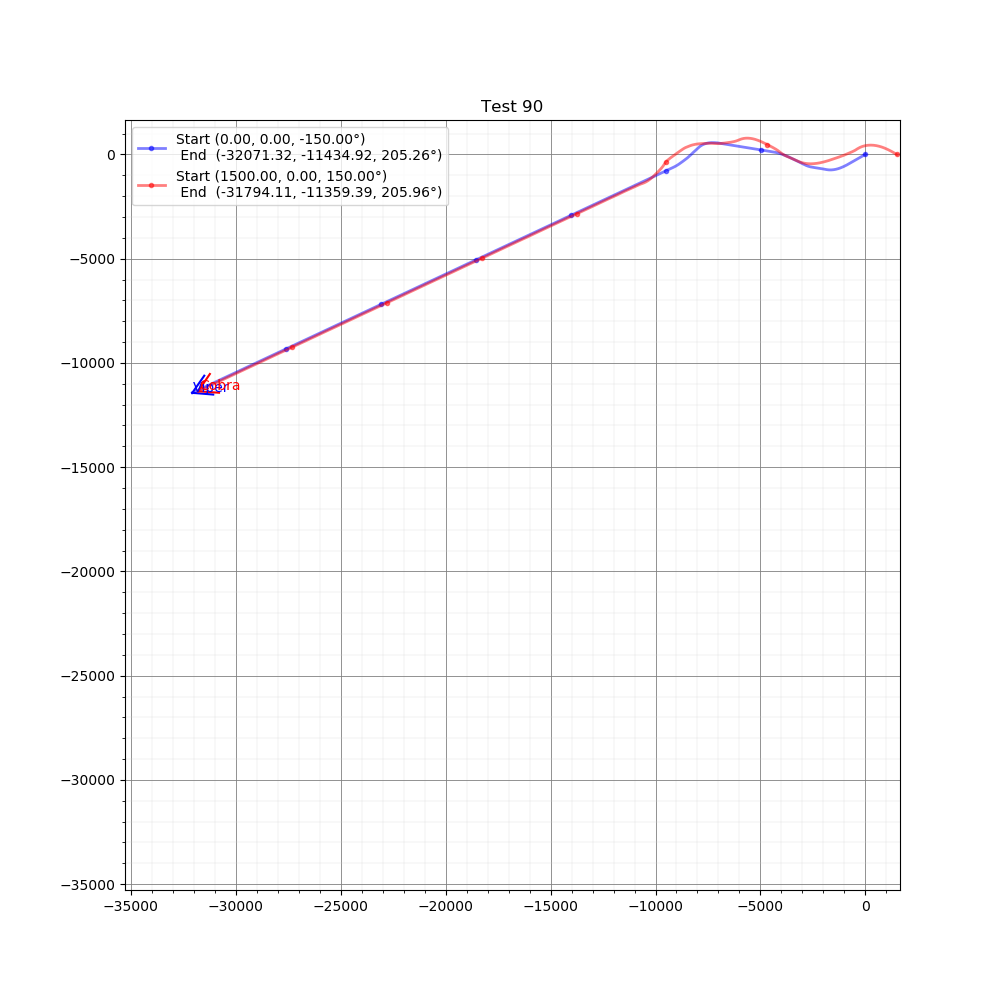 Test 90
Start (0.00, 0.00, -150.00°)
End (-32071.32, -11434.92, 205.26°)
Start (1500.00, 0.00, 150.00°)
End (-31794.11, -11359.39, 205.96°)
0
−5000
−10000
−15000
−20000
−25000
−30000
−35000
−35000 −30000 −25000 −20000 −15000 −10000 −5000 0